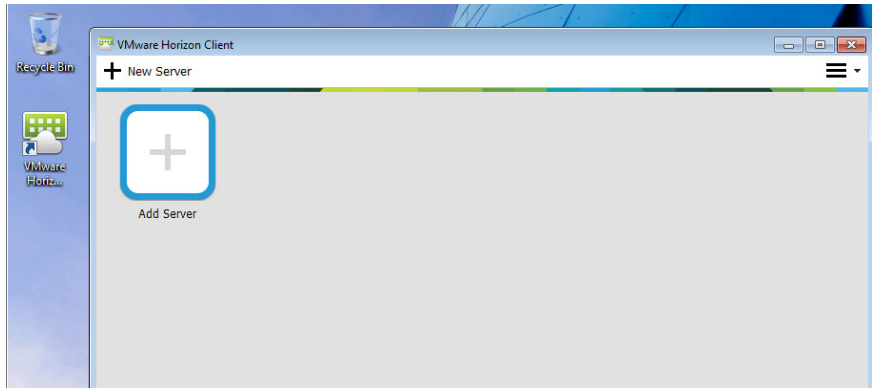 Recycle Bin
VMware
Horiz...
VMware Horizon Client
New Server
Add Server